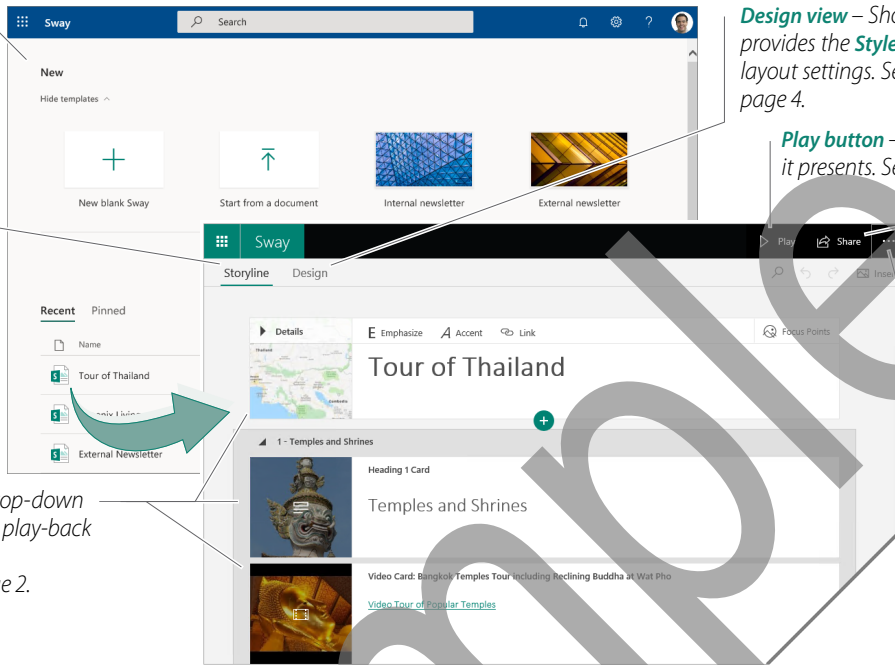 Sway
Search
?
New
Hide templates
New blank Sway
Start from a document
Internal newsletter
External newsletter
Recent Pinned
Name
Tour of Thailand
External Newsletter
Design view – Sho
provides the Style
layout settings. Se
page 4.
Play button –
it presents. Se
Sway
Play Share ...
Storyline Design
Inse
Details
E Emphasize A Accent Link
Focus Points
Thailand
Cambodia
Tour of Thailand
1 - Temples and Shrines
Heading 1 Card
Temples and Shrines
Video Card: Bangkok Temples Tour including Reclining Buddha at Wat Pho
Video Tour of Popular Temples
op-down
play-back
e 2.
Sample